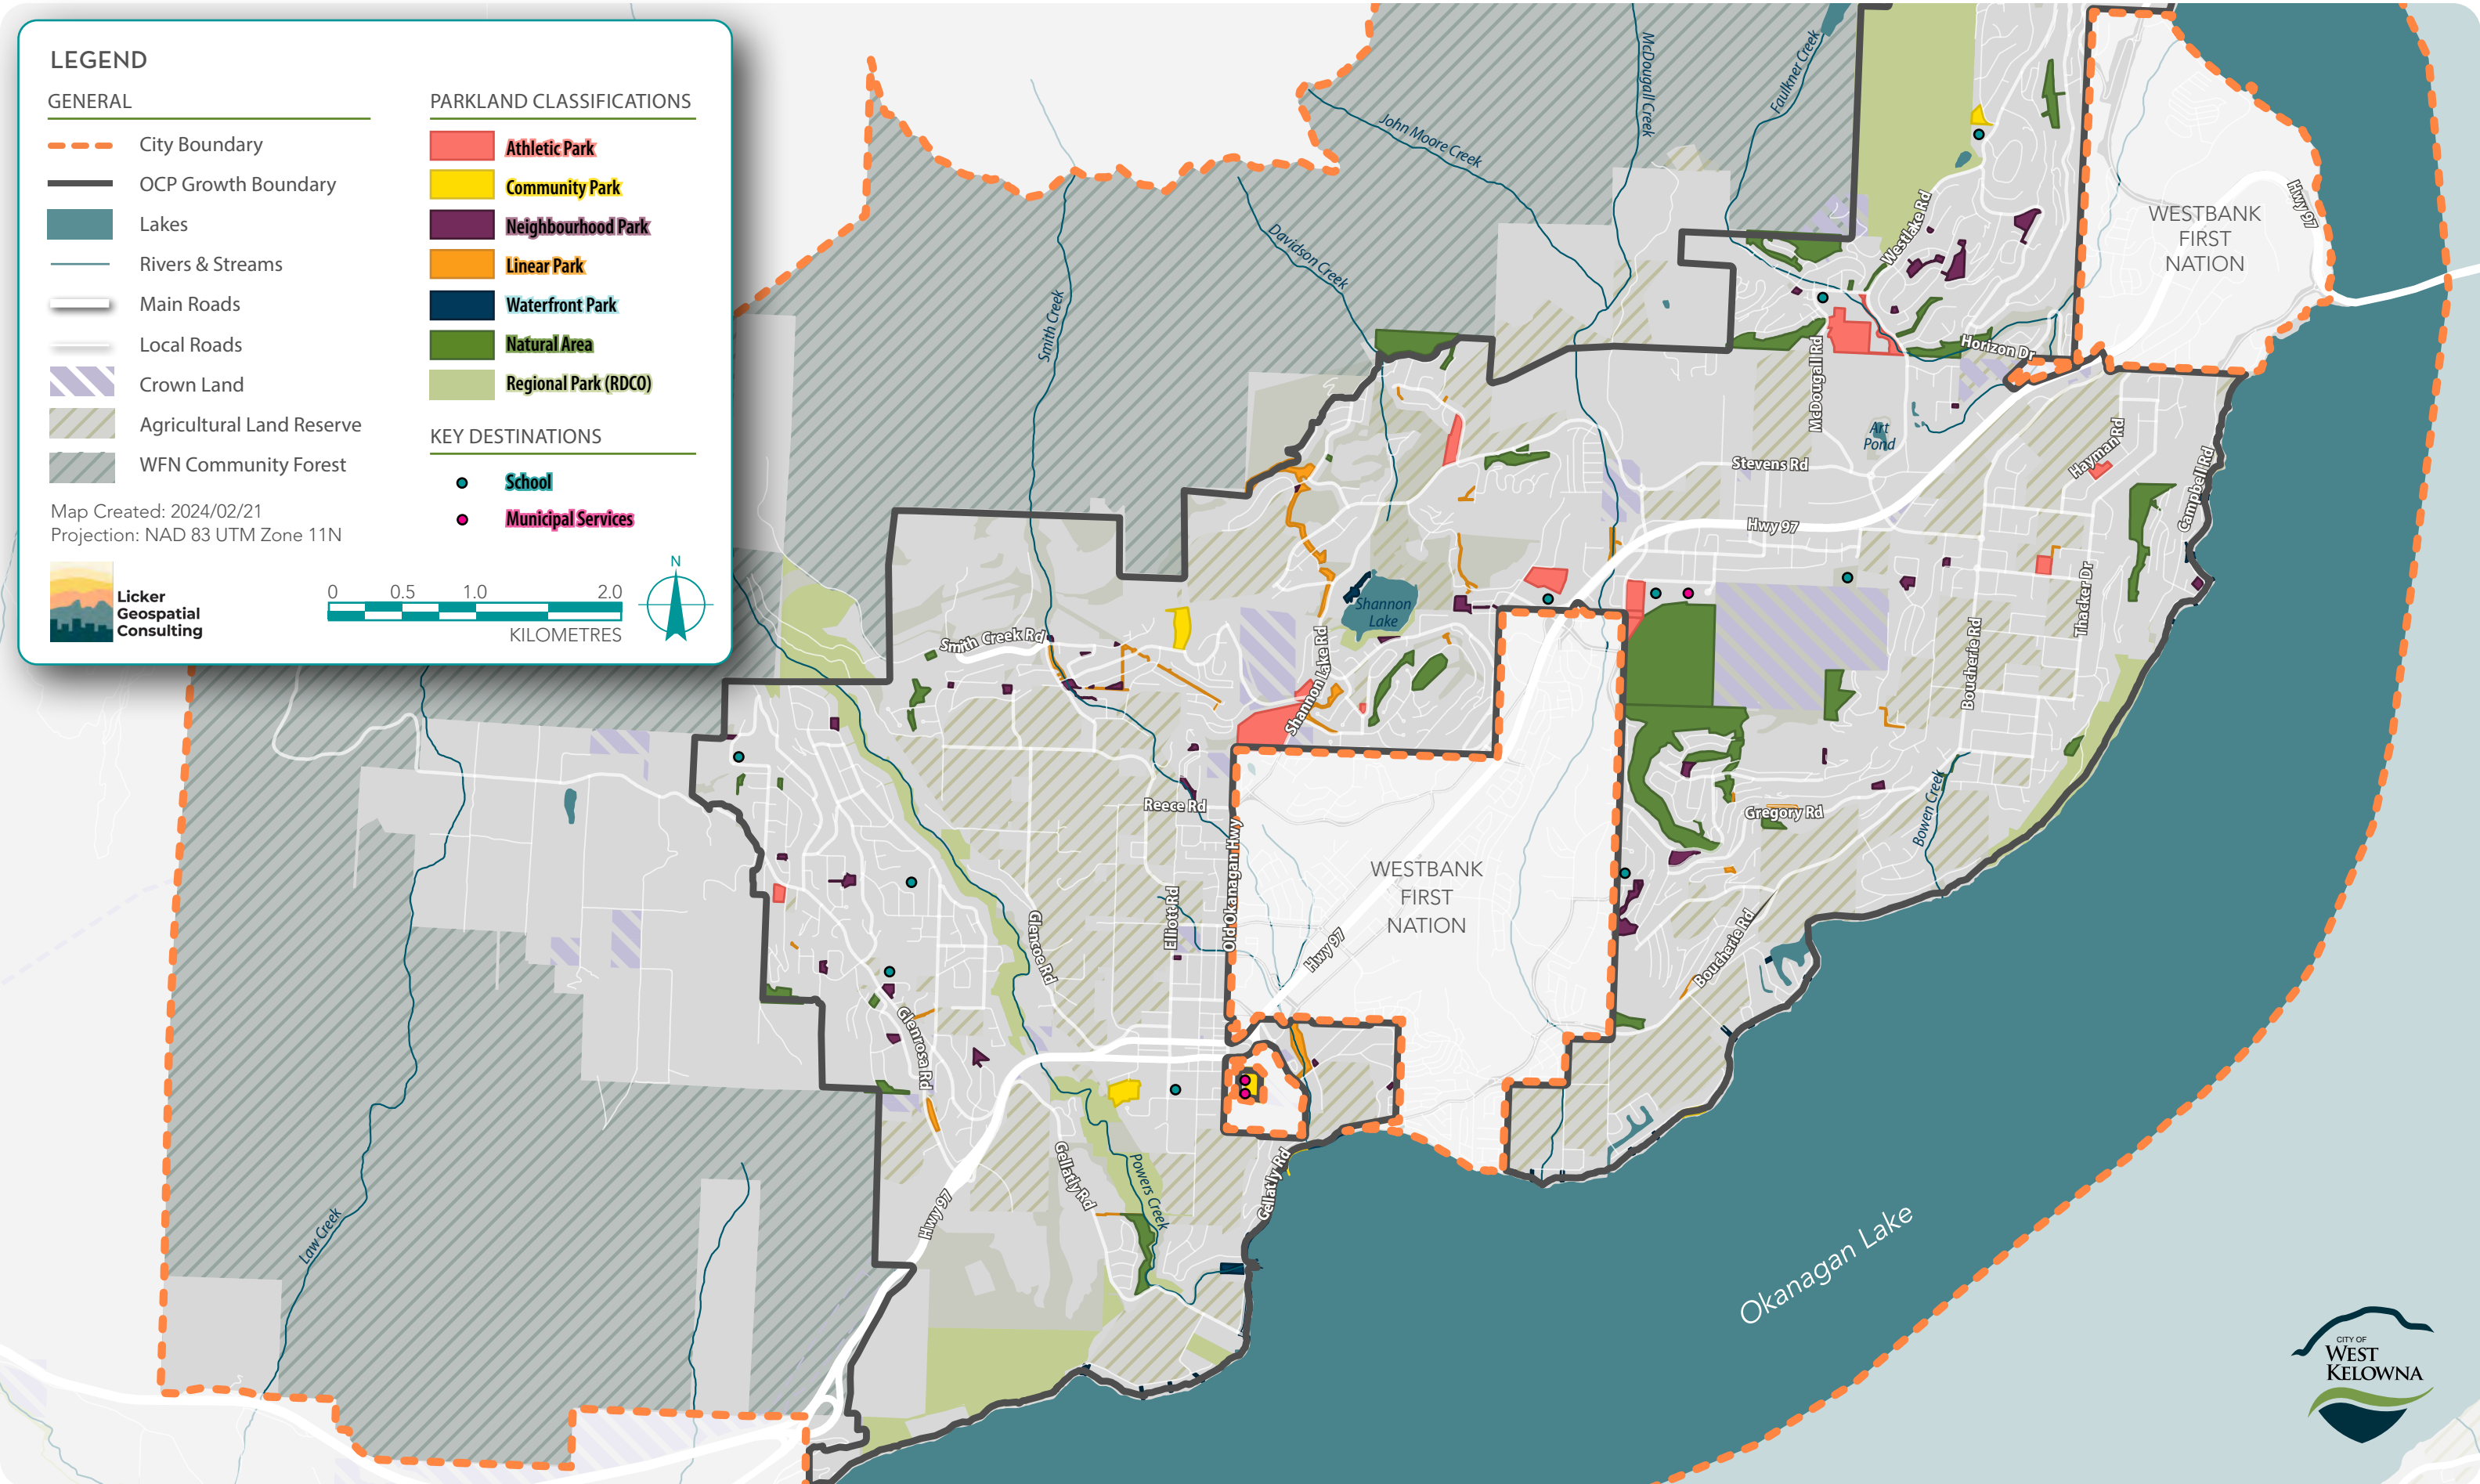 LEGEND
GENERAL
City Boundary
OCP Growth Boundary
Lakes
Rivers & Streams
Main Roads
Local Roads
Crown Land
Agricultural Land Reserve
WFN Community Forest
Map Created: 2024/02/21
Projection: NAD 83 UTM Zone 11N
Licker
Geospatial
Consulting
PARKLAND CLASSIFICATIONS
Athletic Park
Community Park
Neighbourhood Park
Linear Park
Waterfront Park
Natural Area
Regional Park (RDCO)
KEY DESTINATIONS
School
Municipal Services
0 0.5 1.0 2.0
KILOMETRES
N
McDougall Creek
Faulkner Creek
John Moore Creek
Davidson Creek
Smith Creek
Westlake Rd
WESTBANK
FIRST
NATION
Hwy 97
Horizon Dr
McDougall Rd
Art
Pond
Stevens Rd
Hayman Rd
Campbell Rd
Hwy 97
Shannon
Lake
Thacker Dr
Boucherie Rd
Smith Creek Rd
Shannon Lake Rd
Reece Rd
Gregory Rd
Bowen Creek
Old Okanagan Hwy
WESTBANK
FIRST
NATION
Elliott Rd
Glencoe Rd
Hwy 97
Boucherie Rd
Glenrosa Rd
Gellatly Rd
Powers Creek
Gellatly Rd
Hwy 97
Law Creek
Okanagan Lake
CITY OF
WEST
KELOWNA